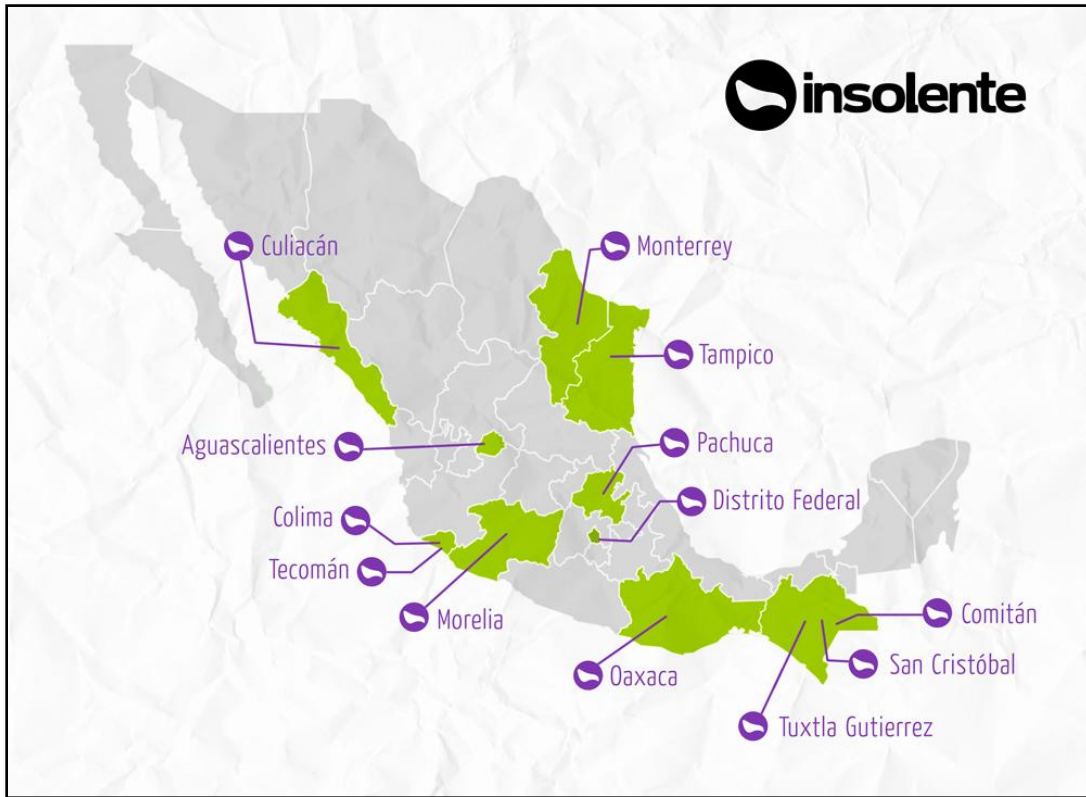 insolente
Culiacán
Monterrey
Tampico
Aguascalientes
Pachuca
Distrito Federal
Colima
Tecomán
Morelia
Comitán
San Cristóbal
Oaxaca
Tuxtla Gutierrez